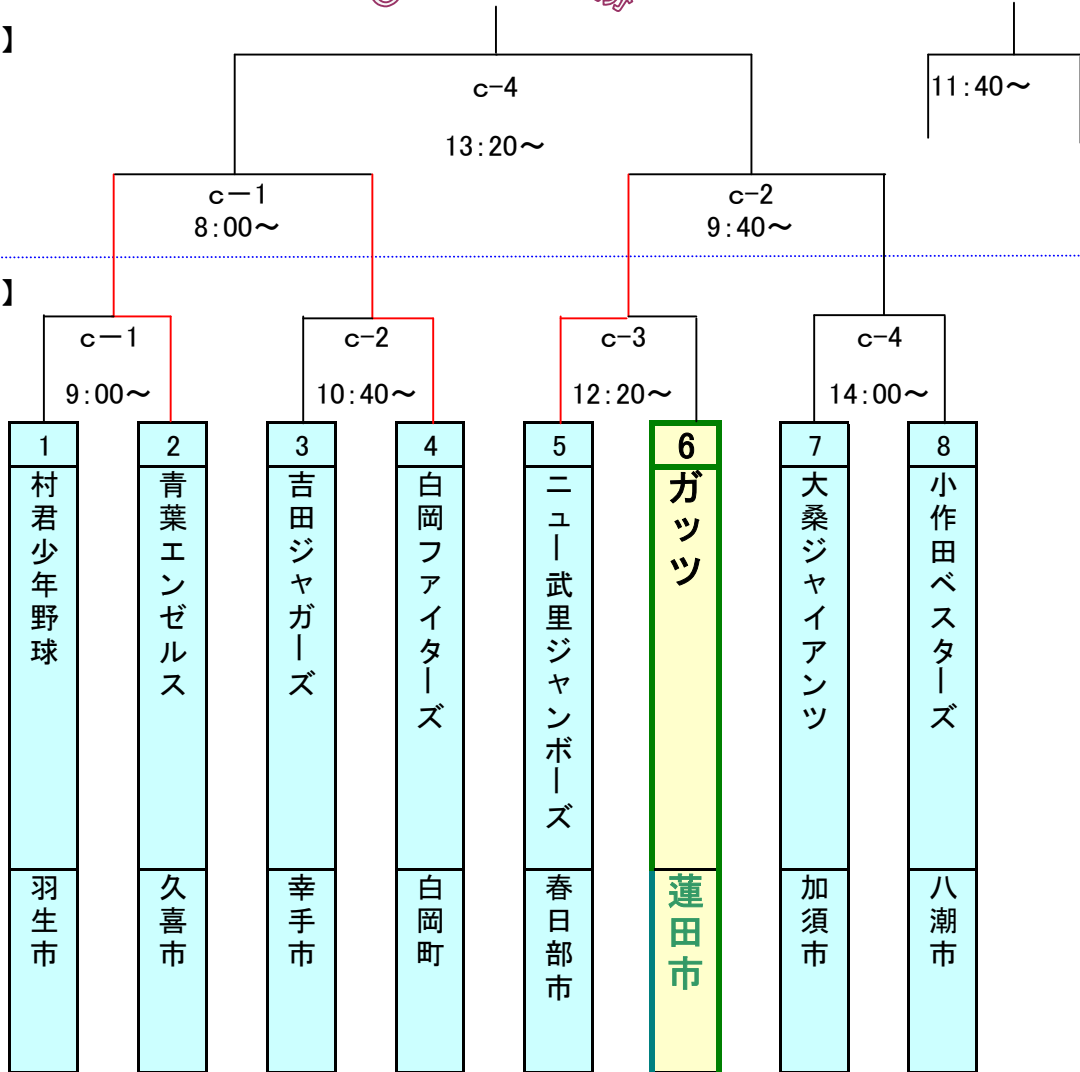 】
c-4
11:40～
13:20～
c－1
c-2
8:00～
9:40～
】
c－1
c-2
c-3
c-4
9:00～
10:40～
12:20～
14:00～
1
2
3
4
5
6
7
8
村君少年野球
青葉エンゼルス
吉田ジャガーズ
白岡ファイターズ
ニュー武里ジャンボーズ
ガッツ
大桑ジャイアンツ
小作田ベスターズ
羽生市
久喜市
幸手市
白岡町
春日部市
蓮田市
加須市
八潮市